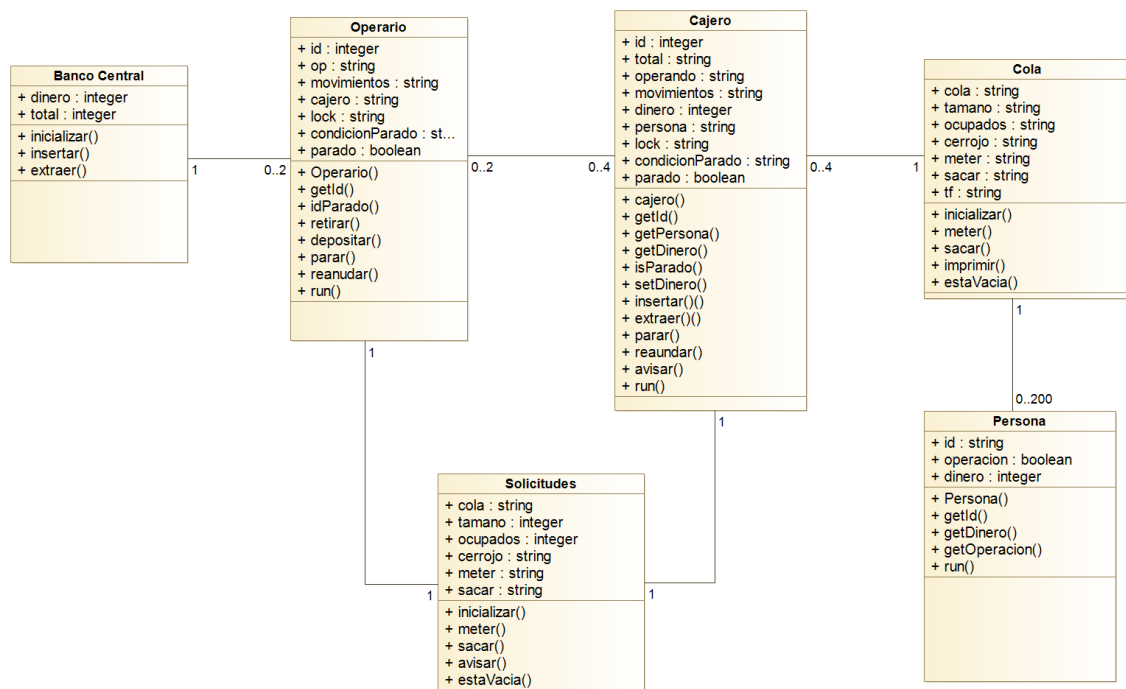 Banco Central
+ dinero : integer
+ total : integer
+ inicializar()
+ insertar()
+ extraer()
1
0..2
Operario
+ id : integer
+ op : string
+ movimientos : string
+ cajero : string
+ lock : string
+ condicionParado : st...
+ parado : boolean
+ Operario()
+ getId()
+ idParado()
+ retirar()
+ depositar()
+ parar()
+ reanudar()
+ run()
0..2
0..4
1
Cajero
+ id : integer
+ total : string
+ operando : string
+ movimientos : string
+ dinero : integer
+ persona : string
+ lock : string
+ condicionParado : string
+ parado : boolean
+ cajero()
+ getId()
+ getPersona()
+ getDinero()
+ isParado()
+ setDinero()
+ insertar()()
+ extraer()()
+ parar()
+ reaundar()
+ avisar()
+ run()
0..4
1
1
Cola
+ cola : string
+ tamano : string
+ ocupados : string
+ cerrojo : string
+ meter : string
+ sacar : string
+ tf : string
+ inicializar()
+ meter()
+ sacar()
+ imprimir()
+ estaVacia()
1
0..200
Persona
+ id : string
+ operacion : boolean
+ dinero : integer
+ Persona()
+ getId()
+ getDinero()
+ getOperacion()
+ run()
Solicitudes
+ cola : string
+ tamano : integer
+ ocupados : integer
+ cerrojo : string
+ meter : string
+ sacar : string
+ inicializar()
+ meter()
+ sacar()
+ avisar()
+ estaVacia()
1
1